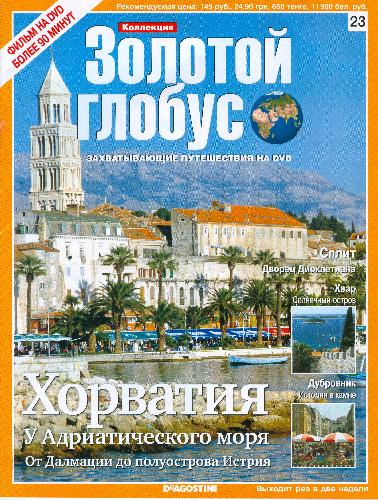 Рекомендуемая цена: 149 руб., 24,90 грн, 650 тенге, 11 900 бел. руб.
23
ФИЛЬМ НА DVD
БОЛЕЕ 90 МИНУТ
Коллекция
Золотой
глобус
ЗАХВАТЫВАЮЩИЕ ПУТЕШЕСТВИЯ НА DVD
Сплит
Дворец Диоклетиана
Хвар
Солнечный остров
Дубровник
История в камне
Хорватия
У Адриатического моря
От Далмации до полуострова Истрия
DeAGOSTINI
Выходит раз в две недели